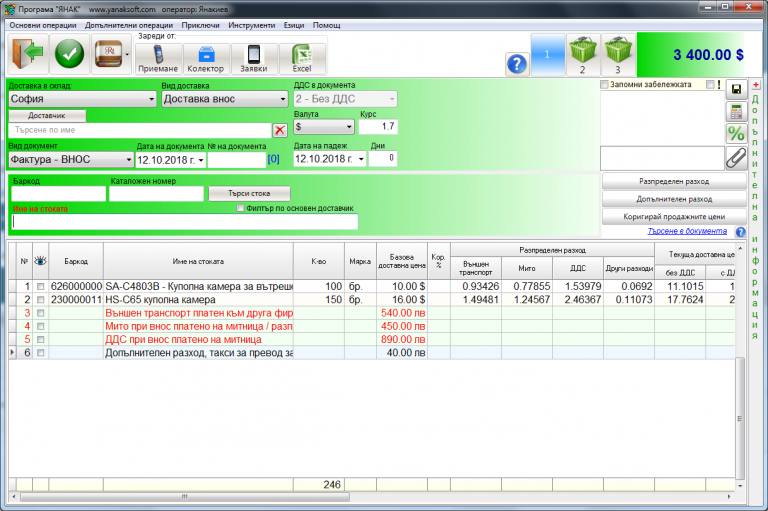 Програма "ЯНАК" www.yanaksoft.com оператор: Янакиев
Основни операции Допълнителни операции Приключи Инструменти Езици Помощ
Зареди от:
Приемане Колектор Заявки Excel
? 1 2 3 3 400.00 $
Доставка в склад: Вид доставка ДДС в документа
София Доставка внос 2 - Без ДДС
Доставчик Валута Курс
Търсене по име $ 1.7
Вид документ Дата на документа № на документа Дата на падеж Дни
Фактура - ВНОС 12.10.2018 г. [0] 12.10.2018 г. 0
Запомни забележката !
%
Допълнителна информация
Баркод Каталожен номер
Търси стока
Име на стоката Филтър по основен доставчик
Разпределен разход
Допълнителен разход
Коригирай продажните цени
Търсене в документа ?
№ Баркод Име на стоката К-во Мярка Базова доставна цена Кор. % Разпределен разход Текуща доставна це
Външен транспорт Мито ДДС Други разходи без ДДС с Д
1 626000000 SA-C4803B - Куполна камера за вътреш 100 бр. 10.00 $ 0.93426 0.77855 1.53979 0.0692 11.1015
2 230000011 HS-C65 куполна камера 150 бр. 16.00 $ 1.49481 1.24567 2.46367 0.11073 17.7624 2
3 Външен транспорт платен към друга фир 540.00 лв
4 Мито при внос платено на митница / разп 450.00 лв
5 ДДС при внос платено на митница 890.00 лв
6 Допълнителен разход, такси за превод за 40.00 лв
246